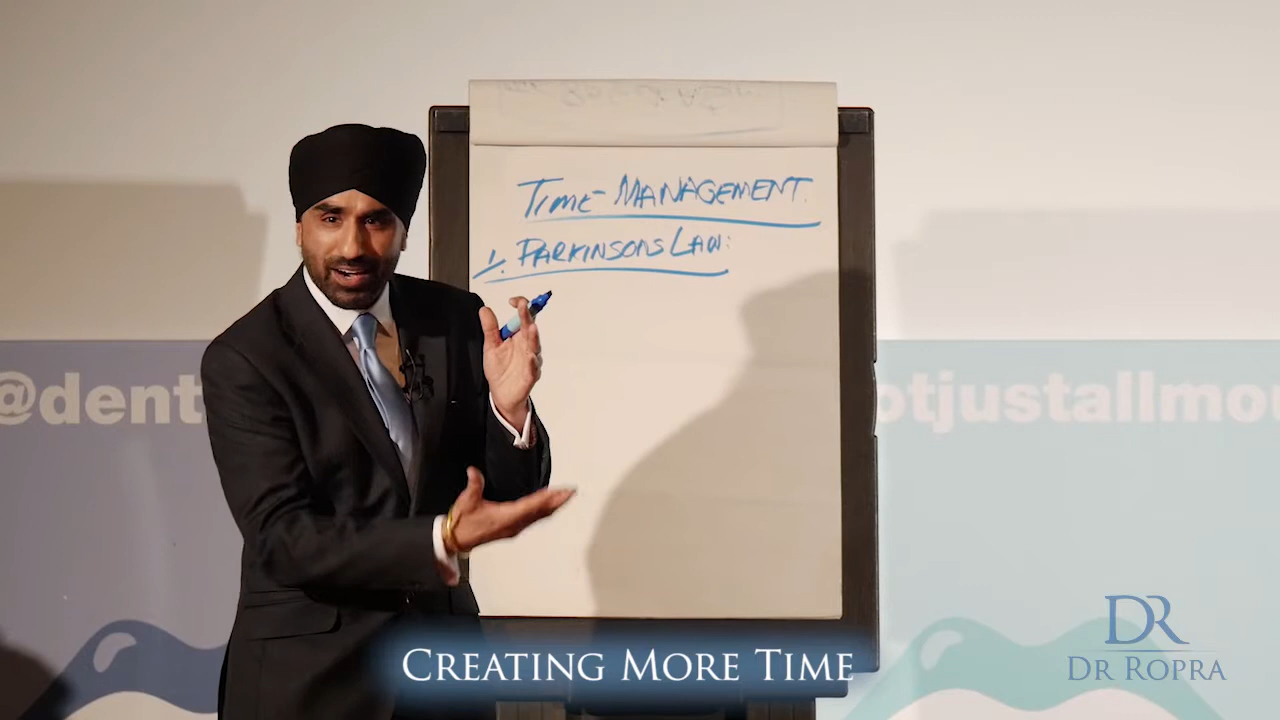 TIME MANAGEMENT.
1. PARKINSONS LAW:
@dent
otjustallmou
CREATING MORE TIME
DR
DR ROPRA